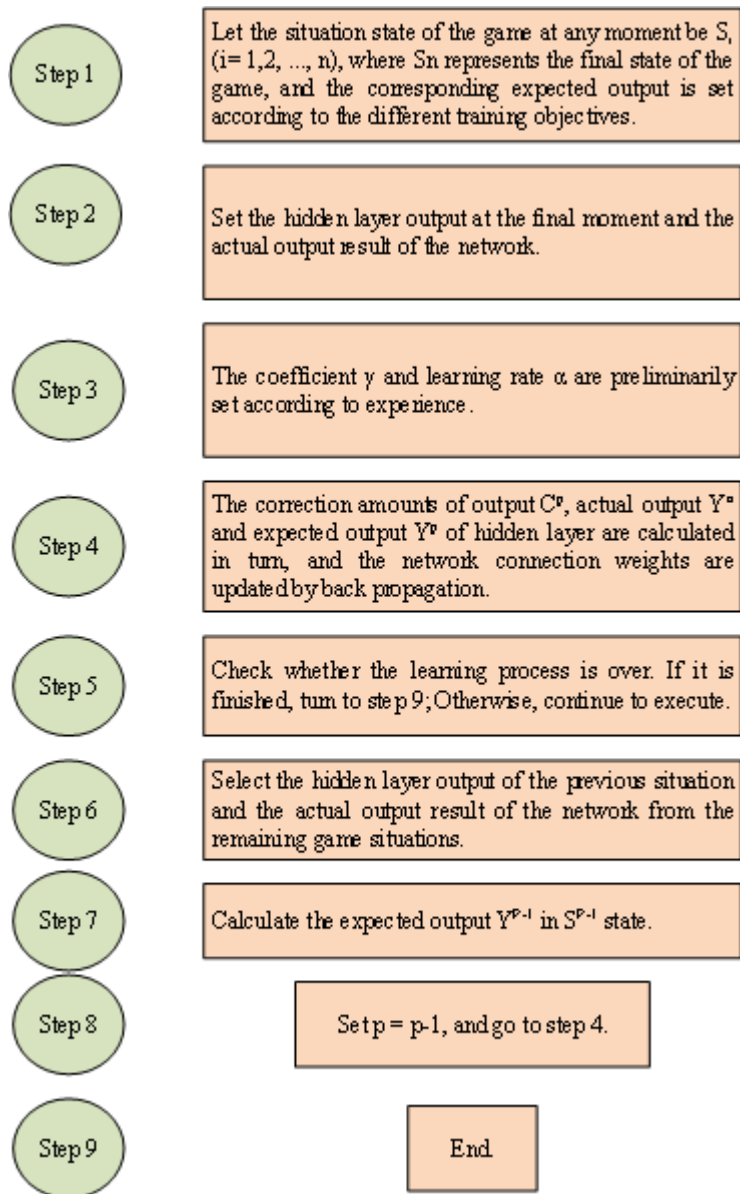 Step 1
Let the situation state of the game at any moment be S,
(i= 1,2, ..., n), where Sn represents the final state of the
game, and the corresponding expected output is set
according to the different training objectives.
Step 2
Set the hidden layer output at the final moment and the
actual output result of the network.
Step 3
The coefficient γ and learning rate α are preliminarily
set according to experience.
Step 4
The correction amounts of output Cᵖ, actual output Yᵒ
and expected output Yᵖ of hidden layer are calculated
in turn, and the network connection weights are
updated by back propagation.
Step 5
Check whether the learning process is over. If it is
finished, turn to step 9; Otherwise, continue to execute.
Step 6
Select the hidden layer output of the previous situation
and the actual output result of the network from the
remaining game situations.
Step 7
Calculate the expected output Yᵖ⁻¹ in Sᵖ⁻¹ state.
Step 8
Set p = p-1, and go to step 4.
Step 9
End.